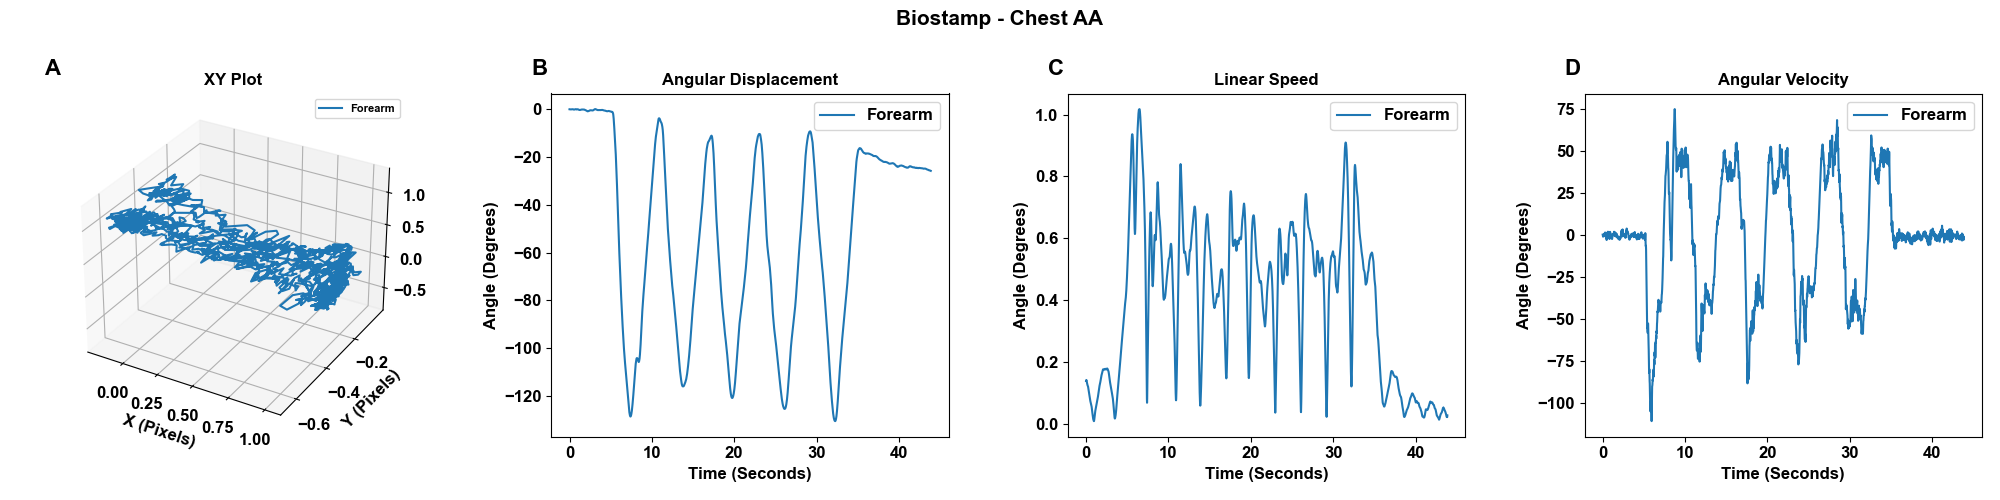 Biostamp - Chest AA
A
XY Plot
Forearm
1.0
0.5
0.0
−0.5
−0.2
−0.4
−0.6
Y (Pixels)
0.00
0.25
0.50
0.75
1.00
X (Pixels)
B
Angular Displacement
Forearm
0
−20
−40
−60
−80
−100
−120
Angle (Degrees)
0 10 20 30 40
Time (Seconds)
C
Linear Speed
Forearm
1.0
0.8
0.6
0.4
0.2
0.0
Angle (Degrees)
0 10 20 30 40
Time (Seconds)
D
Angular Velocity
Forearm
75
50
25
0
−25
−50
−75
−100
Angle (Degrees)
0 10 20 30 40
Time (Seconds)